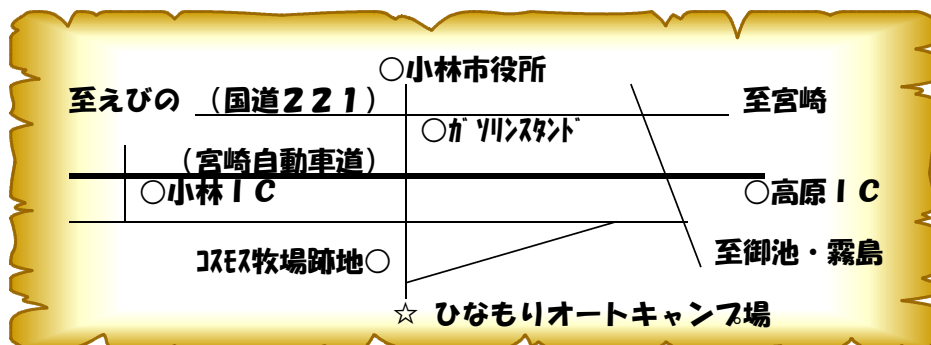 ○小林市役所
至えびの （国道２２１） 至宮崎
○ｶﾞｿﾘﾝｽﾀﾝﾄﾞ
（宮崎自動車道）
○小林ＩＣ ○高原ＩＣ
ｺｽﾓｽ牧場跡地○ 至御池・霧島
☆ ひなもりオートキャンプ場